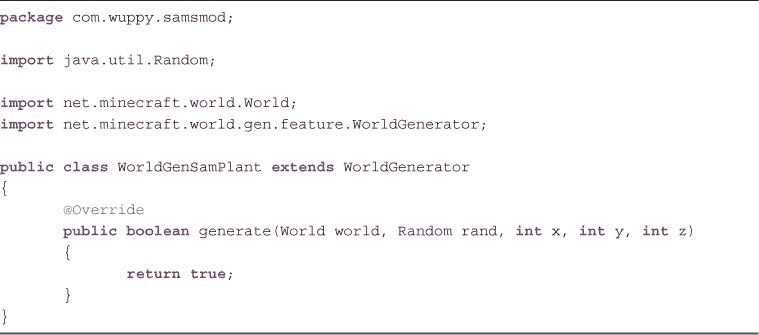 package com.wuppy.samsmod;

import java.util.Random;

import net.minecraft.world.World;
import net.minecraft.world.gen.feature.WorldGenerator;

public class WorldGenSamPlant extends WorldGenerator
{
        @Override
        public boolean generate(World world, Random rand, int x, int y, int z)
        {
                return true;
        }
}